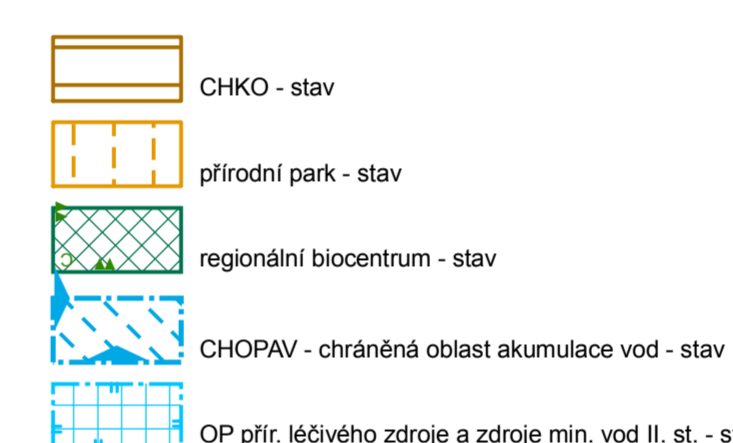 CHKO - stav
přírodní park - stav
regionální biocentrum - stav
CHOPAV - chráněná oblast akumulace vod - stav
OP přír. léčivého zdroje a zdroje min. vod II. st. -